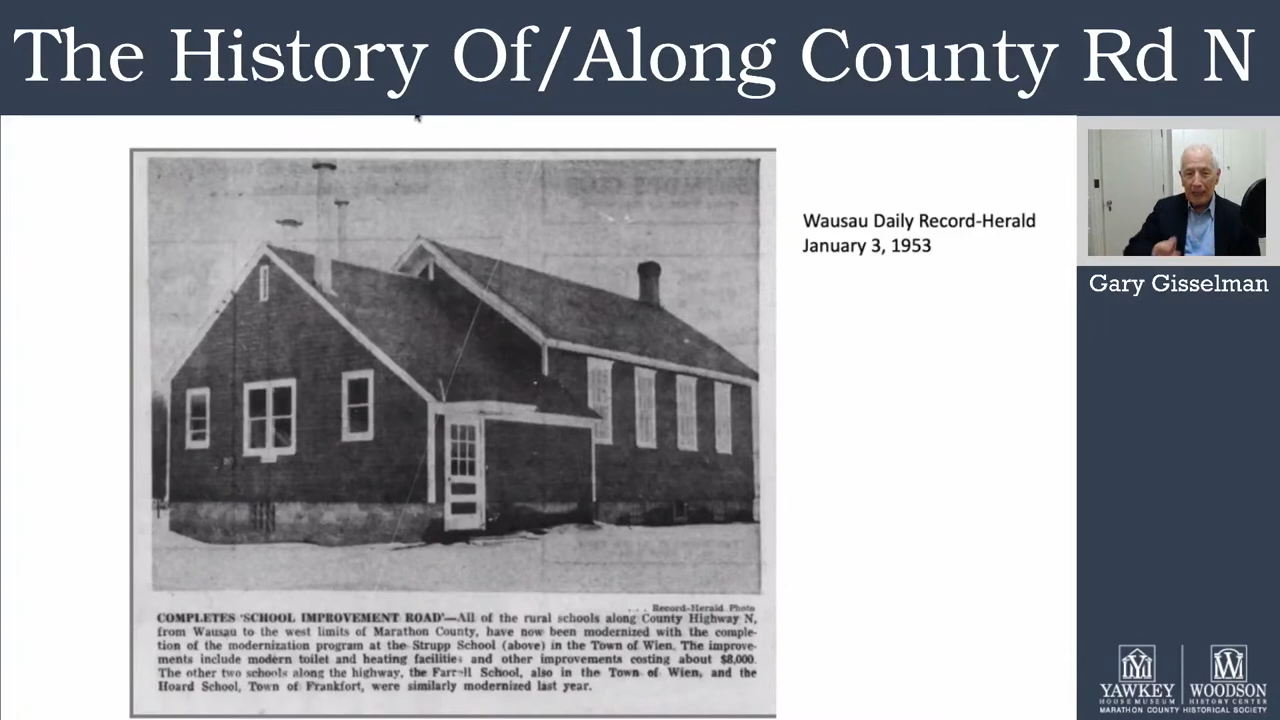 The History Of/Along County Rd N
Wausau Daily Record-Herald
January 3, 1953
Gary Gisselman
. . . Record-Herald Photo
COMPLETES 'SCHOOL IMPROVEMENT ROAD'—All of the rural schools along County Highway N,
from Wausau to the west limits of Marathon County, have now been modernized with the comple-
tion of the modernization program at the Strupp School (above) in the Town of Wien. The improve-
ments include modern toilet and heating facilities and other improvements costing about $8,000.
The other two schools along the highway, the Farrell School, also in the Town of Wien, and the
Hoard School, Town of Frankfort, were similarly modernized last year.
YAWKEY
HOUSE MUSEUM
WOODSON
HISTORY CENTER
MARATHON COUNTY HISTORICAL SOCIETY